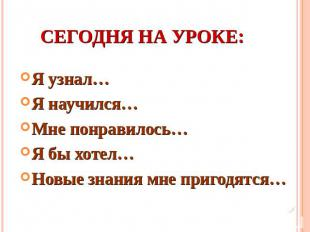 СЕГОДНЯ НА УРОКЕ:
Я узнал…
Я научился…
Мне понравилось…
Я бы хотел…
Новые знания мне пригодятся…